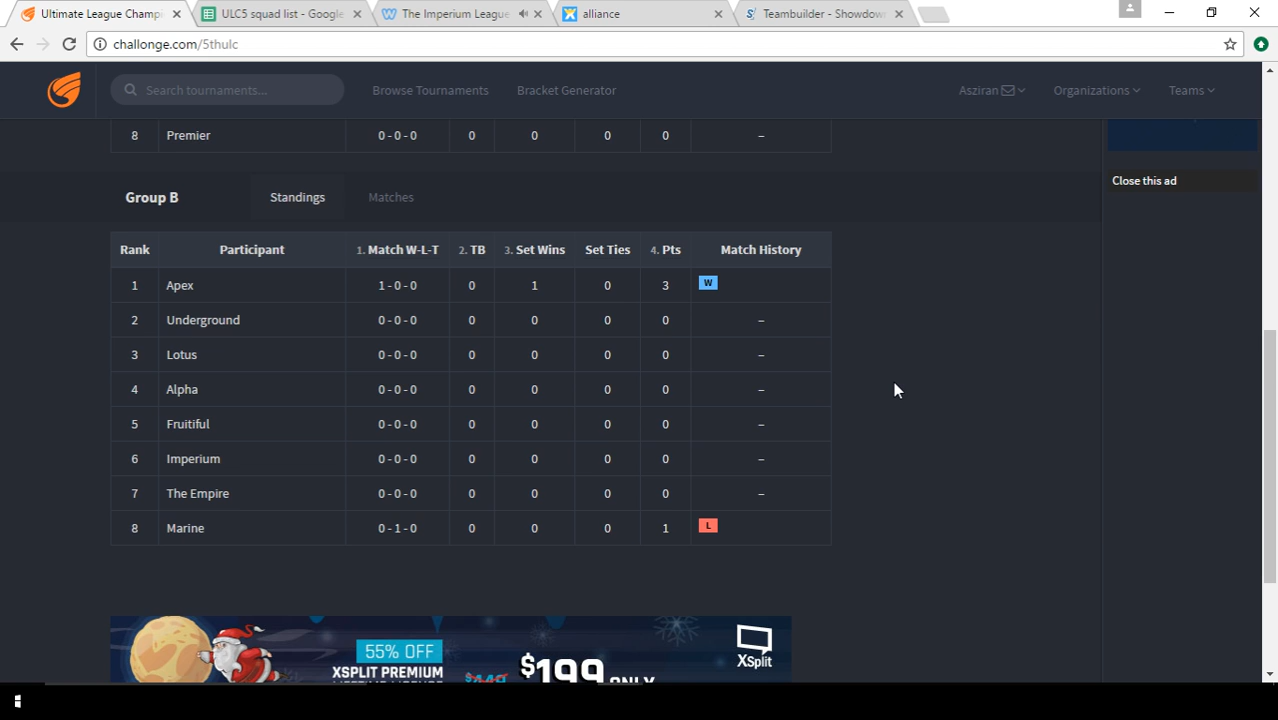 Ultimate League Champi
ULC5 squad list - Google
The Imperium League
alliance
Teambuilder - Showdow
challonge.com/5thulc
Search tournaments...
Browse Tournaments
Bracket Generator
Asziran
Organizations
Teams
8 Premier 0 - 0 - 0 0 0 0 0 –
Close this ad
Group B Standings Matches
Rank Participant 1. Match W-L-T 2. TB 3. Set Wins Set Ties 4. Pts Match History
1 Apex 1 - 0 - 0 0 1 0 3 W
2 Underground 0 - 0 - 0 0 0 0 0 –
3 Lotus 0 - 0 - 0 0 0 0 0 –
4 Alpha 0 - 0 - 0 0 0 0 0 –
5 Fruitiful 0 - 0 - 0 0 0 0 0 –
6 Imperium 0 - 0 - 0 0 0 0 0 –
7 The Empire 0 - 0 - 0 0 0 0 0 –
8 Marine 0 - 1 - 0 0 0 0 1 L
55% OFF
XSPLIT PREMIUM
$199 ONLY
XSplit